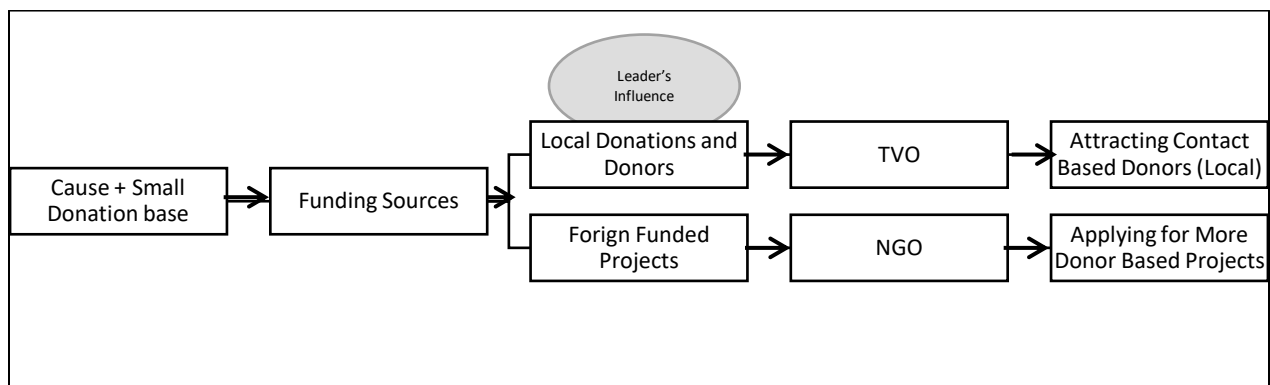 Leader's
Influence
Local Donations and
Donors
TVO
Attracting Contact
Based Donors (Local)
Cause + Small
Donation base
Funding Sources
Forign Funded
Projects
NGO
Applying for More
Donor Based Projects